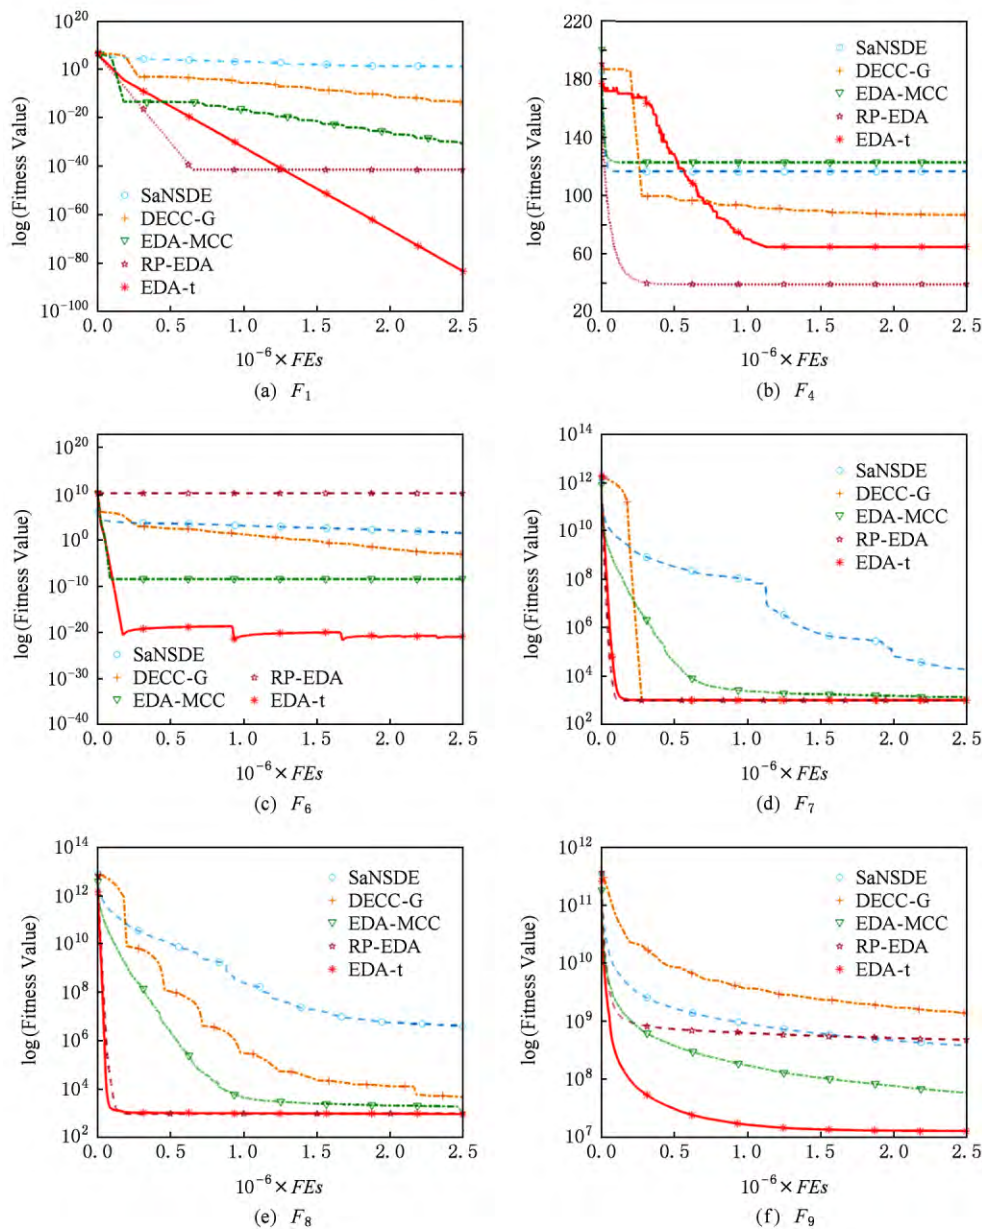 10^20
10^0
10^-20
10^-40
10^-60
10^-80
10^-100
log(Fitness Value)
SaNSDE
DECC-G
EDA-MCC
RP-EDA
EDA-t
0.0 0.5 1.0 1.5 2.0 2.5
10^-6 × FEs
(a) F_1
220
180
140
100
60
20
log(Fitness Value)
SaNSDE
DECC-G
EDA-MCC
RP-EDA
EDA-t
0.0 0.5 1.0 1.5 2.0 2.5
10^-6 × FEs
(b) F_4
10^20
10^10
10^0
10^-10
10^-20
10^-30
10^-40
log(Fitness Value)
SaNSDE
DECC-G RP-EDA
EDA-MCC EDA-t
0.0 0.5 1.0 1.5 2.0 2.5
10^-6 × FEs
(c) F_6
10^14
10^12
10^10
10^8
10^6
10^4
10^2
log(Fitness Value)
SaNSDE
DECC-G
EDA-MCC
RP-EDA
EDA-t
0.0 0.5 1.0 1.5 2.0 2.5
10^-6 × FEs
(d) F_7
10^14
10^12
10^10
10^8
10^6
10^4
10^2
log(Fitness Value)
SaNSDE
DECC-G
EDA-MCC
RP-EDA
EDA-t
0.0 0.5 1.0 1.5 2.0 2.5
10^-6 × FEs
(e) F_8
10^12
10^11
10^10
10^9
10^8
10^7
log(Fitness Value)
SaNSDE
DECC-G
EDA-MCC
RP-EDA
EDA-t
0.0 0.5 1.0 1.5 2.0 2.5
10^-6 × FEs
(f) F_9